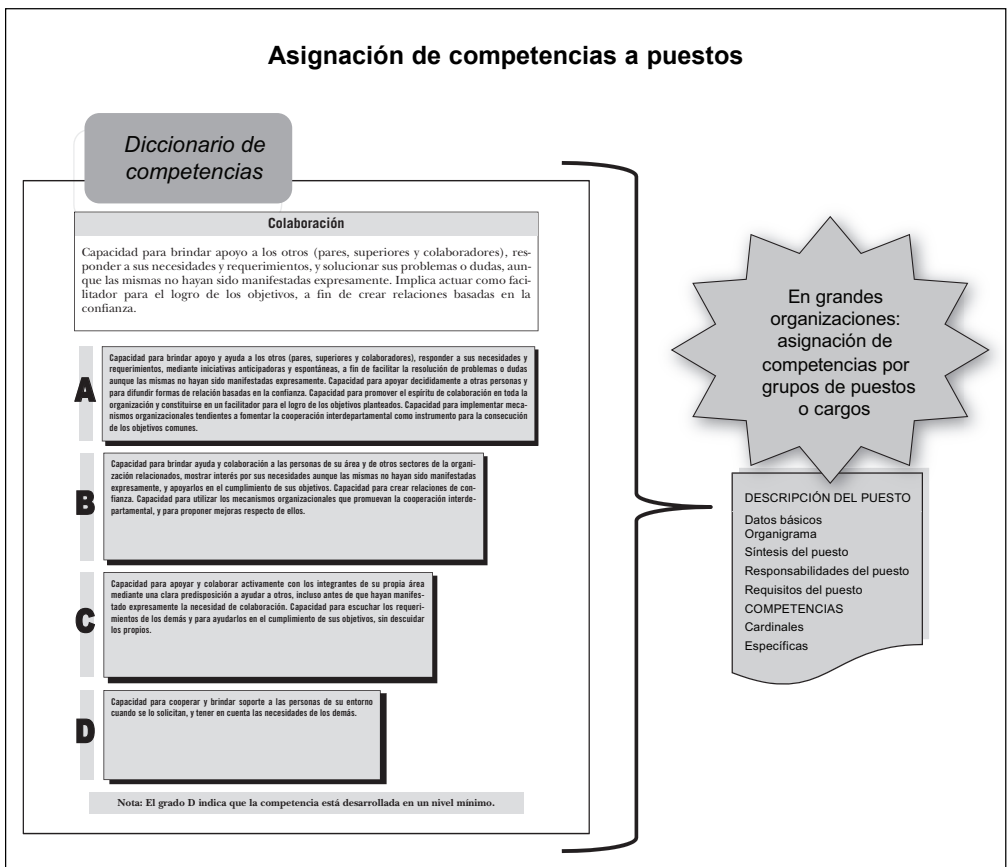 Asignación de competencias a puestos
Diccionario de
competencias
Colaboración
Capacidad para brindar apoyo a los otros (pares, superiores y colaboradores), res-
ponder a sus necesidades y requerimientos, y solucionar sus problemas o dudas, aun-
que las mismas no hayan sido manifestadas expresamente. Implica actuar como faci-
litador para el logro de los objetivos, a fin de crear relaciones basadas en la
confianza.
A
Capacidad para brindar apoyo y ayuda a los otros (pares, superiores y colaboradores), responder a sus necesidades y
requerimientos, mediante iniciativas anticipadoras y espontáneas, a fin de facilitar la resolución de problemas o dudas
aunque las mismas no hayan sido manifestadas expresamente. Capacidad para apoyar decididamente a otras personas y
para difundir formas de relación basadas en la confianza. Capacidad para promover el espíritu de colaboración en toda la
organización y constituirse en un facilitador para el logro de los objetivos planteados. Capacidad para implementar meca-
nismos organizacionales tendientes a fomentar la cooperación interdepartamental como instrumento para la consecución
de los objetivos comunes.
B
Capacidad para brindar ayuda y colaboración a las personas de su área y de otros sectores de la organi-
zación relacionados, mostrar interés por sus necesidades aunque las mismas no hayan sido manifestadas
expresamente, y apoyarlos en el cumplimiento de sus objetivos. Capacidad para crear relaciones de con-
fianza. Capacidad para utilizar los mecanismos organizacionales que promuevan la cooperación interde-
partamental, y para proponer mejoras respecto de ellos.
C
Capacidad para apoyar y colaborar activamente con los integrantes de su propia área
mediante una clara predisposición a ayudar a otros, incluso antes de que hayan manifes-
tado expresamente la necesidad de colaboración. Capacidad para escuchar los requeri-
mientos de los demás y para ayudarlos en el cumplimiento de sus objetivos, sin descuidar
los propios.
D
Capacidad para cooperar y brindar soporte a las personas de su entorno
cuando se lo solicitan, y tener en cuenta las necesidades de los demás.
Nota: El grado D indica que la competencia está desarrollada en un nivel mínimo.
En grandes
organizaciones:
asignación de
competencias por
grupos de puestos
o cargos
DESCRIPCIÓN DEL PUESTO
Datos básicos
Organigrama
Síntesis del puesto
Responsabilidades del puesto
Requisitos del puesto
COMPETENCIAS
Cardinales
Específicas